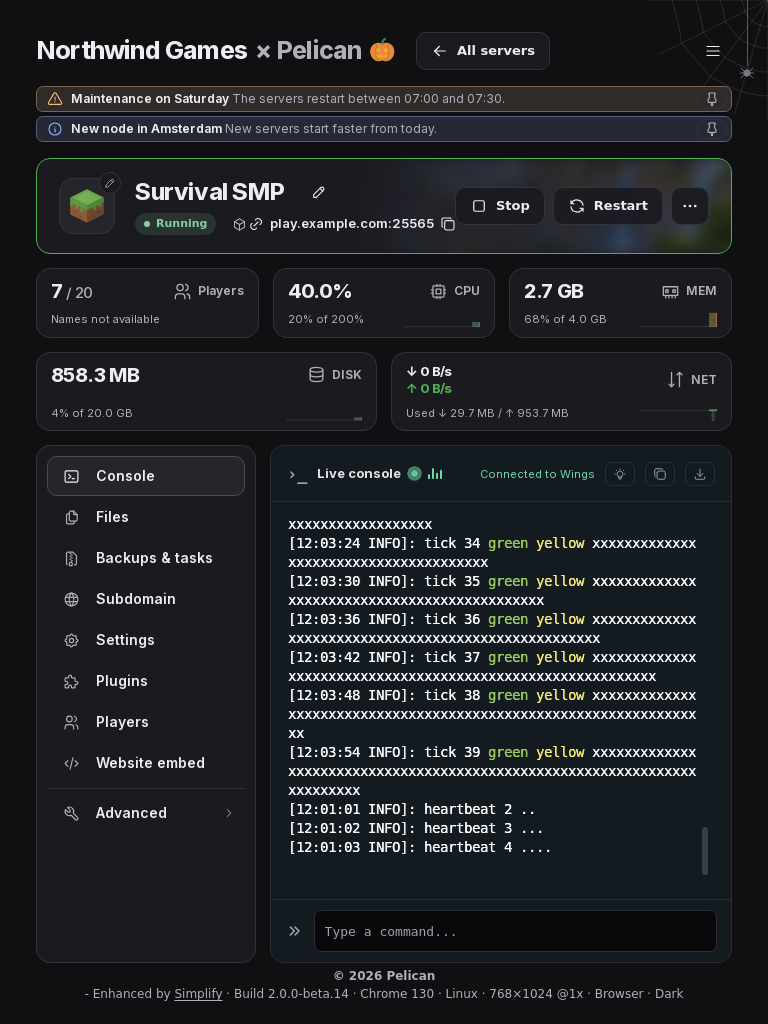 Northwind Games × Pelican 🎃
All servers
Maintenance on Saturday The servers restart between 07:00 and 07:30.
New node in Amsterdam New servers start faster from today.
Survival SMP
Running
play.example.com:25565
Stop
Restart
7 / 20
Players
Names not available
40.0%
CPU
20% of 200%
2.7 GB
MEM
68% of 4.0 GB
858.3 MB
DISK
4% of 20.0 GB
↓ 0 B/s
↑ 0 B/s
NET
Used ↓ 29.7 MB / ↑ 953.7 MB
Console
Files
Backups & tasks
Subdomain
Settings
Plugins
Players
Website embed
Advanced
Live console
Connected to Wings
xxxxxxxxxxxxxxxxxx
[12:03:24 INFO]: tick 34 green yellow xxxxxxxxxxxxx
xxxxxxxxxxxxxxxxxxxxxxxxx
[12:03:30 INFO]: tick 35 green yellow xxxxxxxxxxxxx
xxxxxxxxxxxxxxxxxxxxxxxxxxxxxxxx
[12:03:36 INFO]: tick 36 green yellow xxxxxxxxxxxxx
xxxxxxxxxxxxxxxxxxxxxxxxxxxxxxxxxxxxxxx
[12:03:42 INFO]: tick 37 green yellow xxxxxxxxxxxxx
xxxxxxxxxxxxxxxxxxxxxxxxxxxxxxxxxxxxxxxxxxxxxx
[12:03:48 INFO]: tick 38 green yellow xxxxxxxxxxxxx
xxxxxxxxxxxxxxxxxxxxxxxxxxxxxxxxxxxxxxxxxxxxxxxxxxx
xx
[12:03:54 INFO]: tick 39 green yellow xxxxxxxxxxxxx
xxxxxxxxxxxxxxxxxxxxxxxxxxxxxxxxxxxxxxxxxxxxxxxxxxx
xxxxxxxxx
[12:01:01 INFO]: heartbeat 2 ..
[12:01:02 INFO]: heartbeat 3 ...
[12:01:03 INFO]: heartbeat 4 ....
Type a command...
© 2026 Pelican
- Enhanced by Simplify · Build 2.0.0-beta.14 · Chrome 130 · Linux · 768×1024 @1x · Browser · Dark